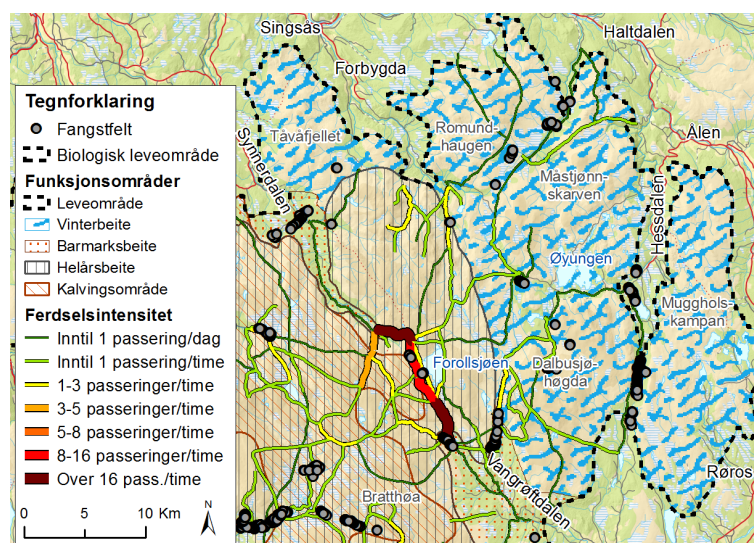 Singsås
Haltdalen
Forbygda
Tegnforklaring
Fangstfelt
Biologisk leveområde
Funksjonsområder
Leveområde
Vinterbeite
Barmarksbeite
Helårsbeite
Kalvingsområde
Ferdselsintensitet
Inntil 1 passering/dag
Inntil 1 passering/time
1-3 passeringer/time
3-5 passeringer/time
5-8 passeringer/time
8-16 passeringer/time
Over 16 pass./time
0 5 10 Km
N
Tåvåfjellet
Synnerdalen
Romund-
haugen
Ålen
Måstjønn-
skarven
Hessdalen
Øyungen
Mugghols-
kampan
Forollsjøen
Dalbusjø-
høgda
Vangrøftdalen
Røros
Bratthøa